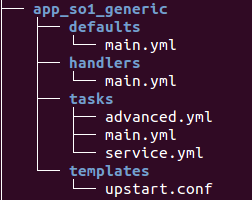 app_so1_generic
defaults
main.yml
handlers
main.yml
tasks
advanced.yml
main.yml
service.yml
templates
upstart.conf